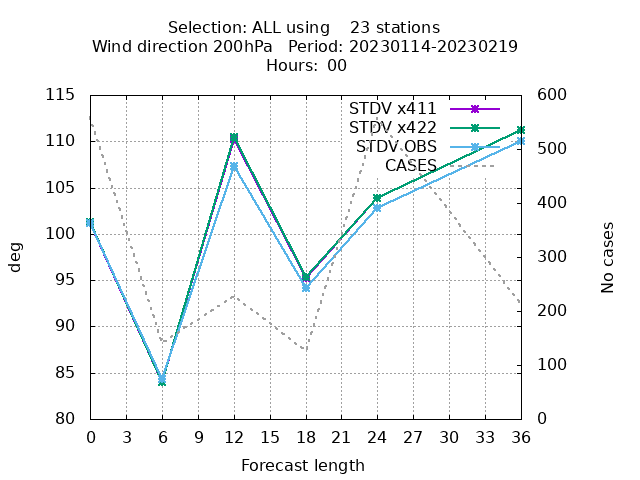 Selection: ALL using    23 stations
Wind direction 200hPa   Period: 20230114-20230219
Hours:  00
115
110
105
100
95
90
85
80
deg
600
500
400
300
200
100
0
No cases
STDV x411
STDV x422
STDV OBS
CASES
0 3 6 9 12 15 18 21 24 27 30 33 36
Forecast length